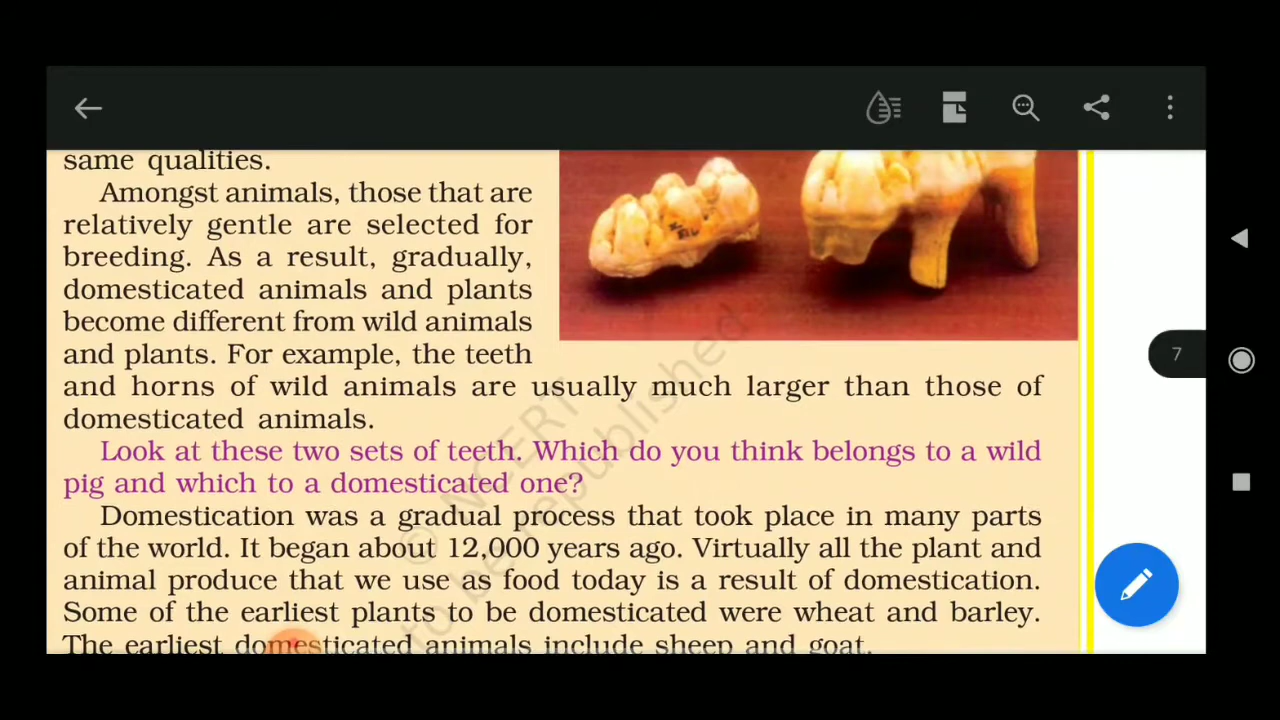 same qualities.
Amongst animals, those that are
relatively gentle are selected for
breeding. As a result, gradually,
domesticated animals and plants
become different from wild animals
and plants. For example, the teeth
and horns of wild animals are usually much larger than those of
domesticated animals.
Look at these two sets of teeth. Which do you think belongs to a wild
pig and which to a domesticated one?
Domestication was a gradual process that took place in many parts
of the world. It began about 12,000 years ago. Virtually all the plant and
animal produce that we use as food today is a result of domestication.
Some of the earliest plants to be domesticated were wheat and barley.
The earliest domesticated animals include sheep and goat.
7
© NCERT
to be republished